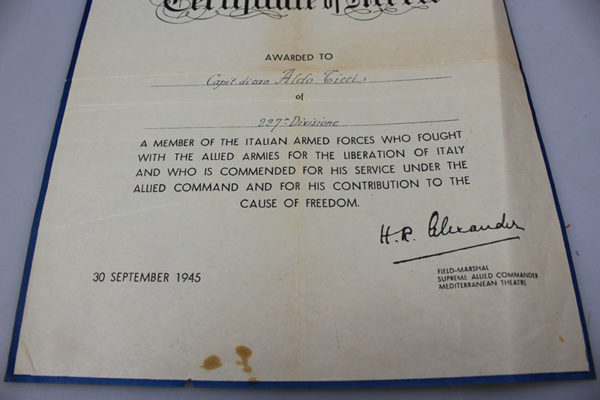 Certificate of Merit
AWARDED TO
Capit. di cav. Aldo Ticci
of
227ª Divisione
A MEMBER OF THE ITALIAN ARMED FORCES WHO FOUGHT
WITH THE ALLIED ARMIES FOR THE LIBERATION OF ITALY
AND WHO IS COMMENDED FOR HIS SERVICE UNDER THE
ALLIED COMMAND AND FOR HIS CONTRIBUTION TO THE
CAUSE OF FREEDOM.
H.R. Alexander
30 SEPTEMBER 1945
FIELD-MARSHAL
SUPREME ALLIED COMMANDER
MEDITERRANEAN THEATRE